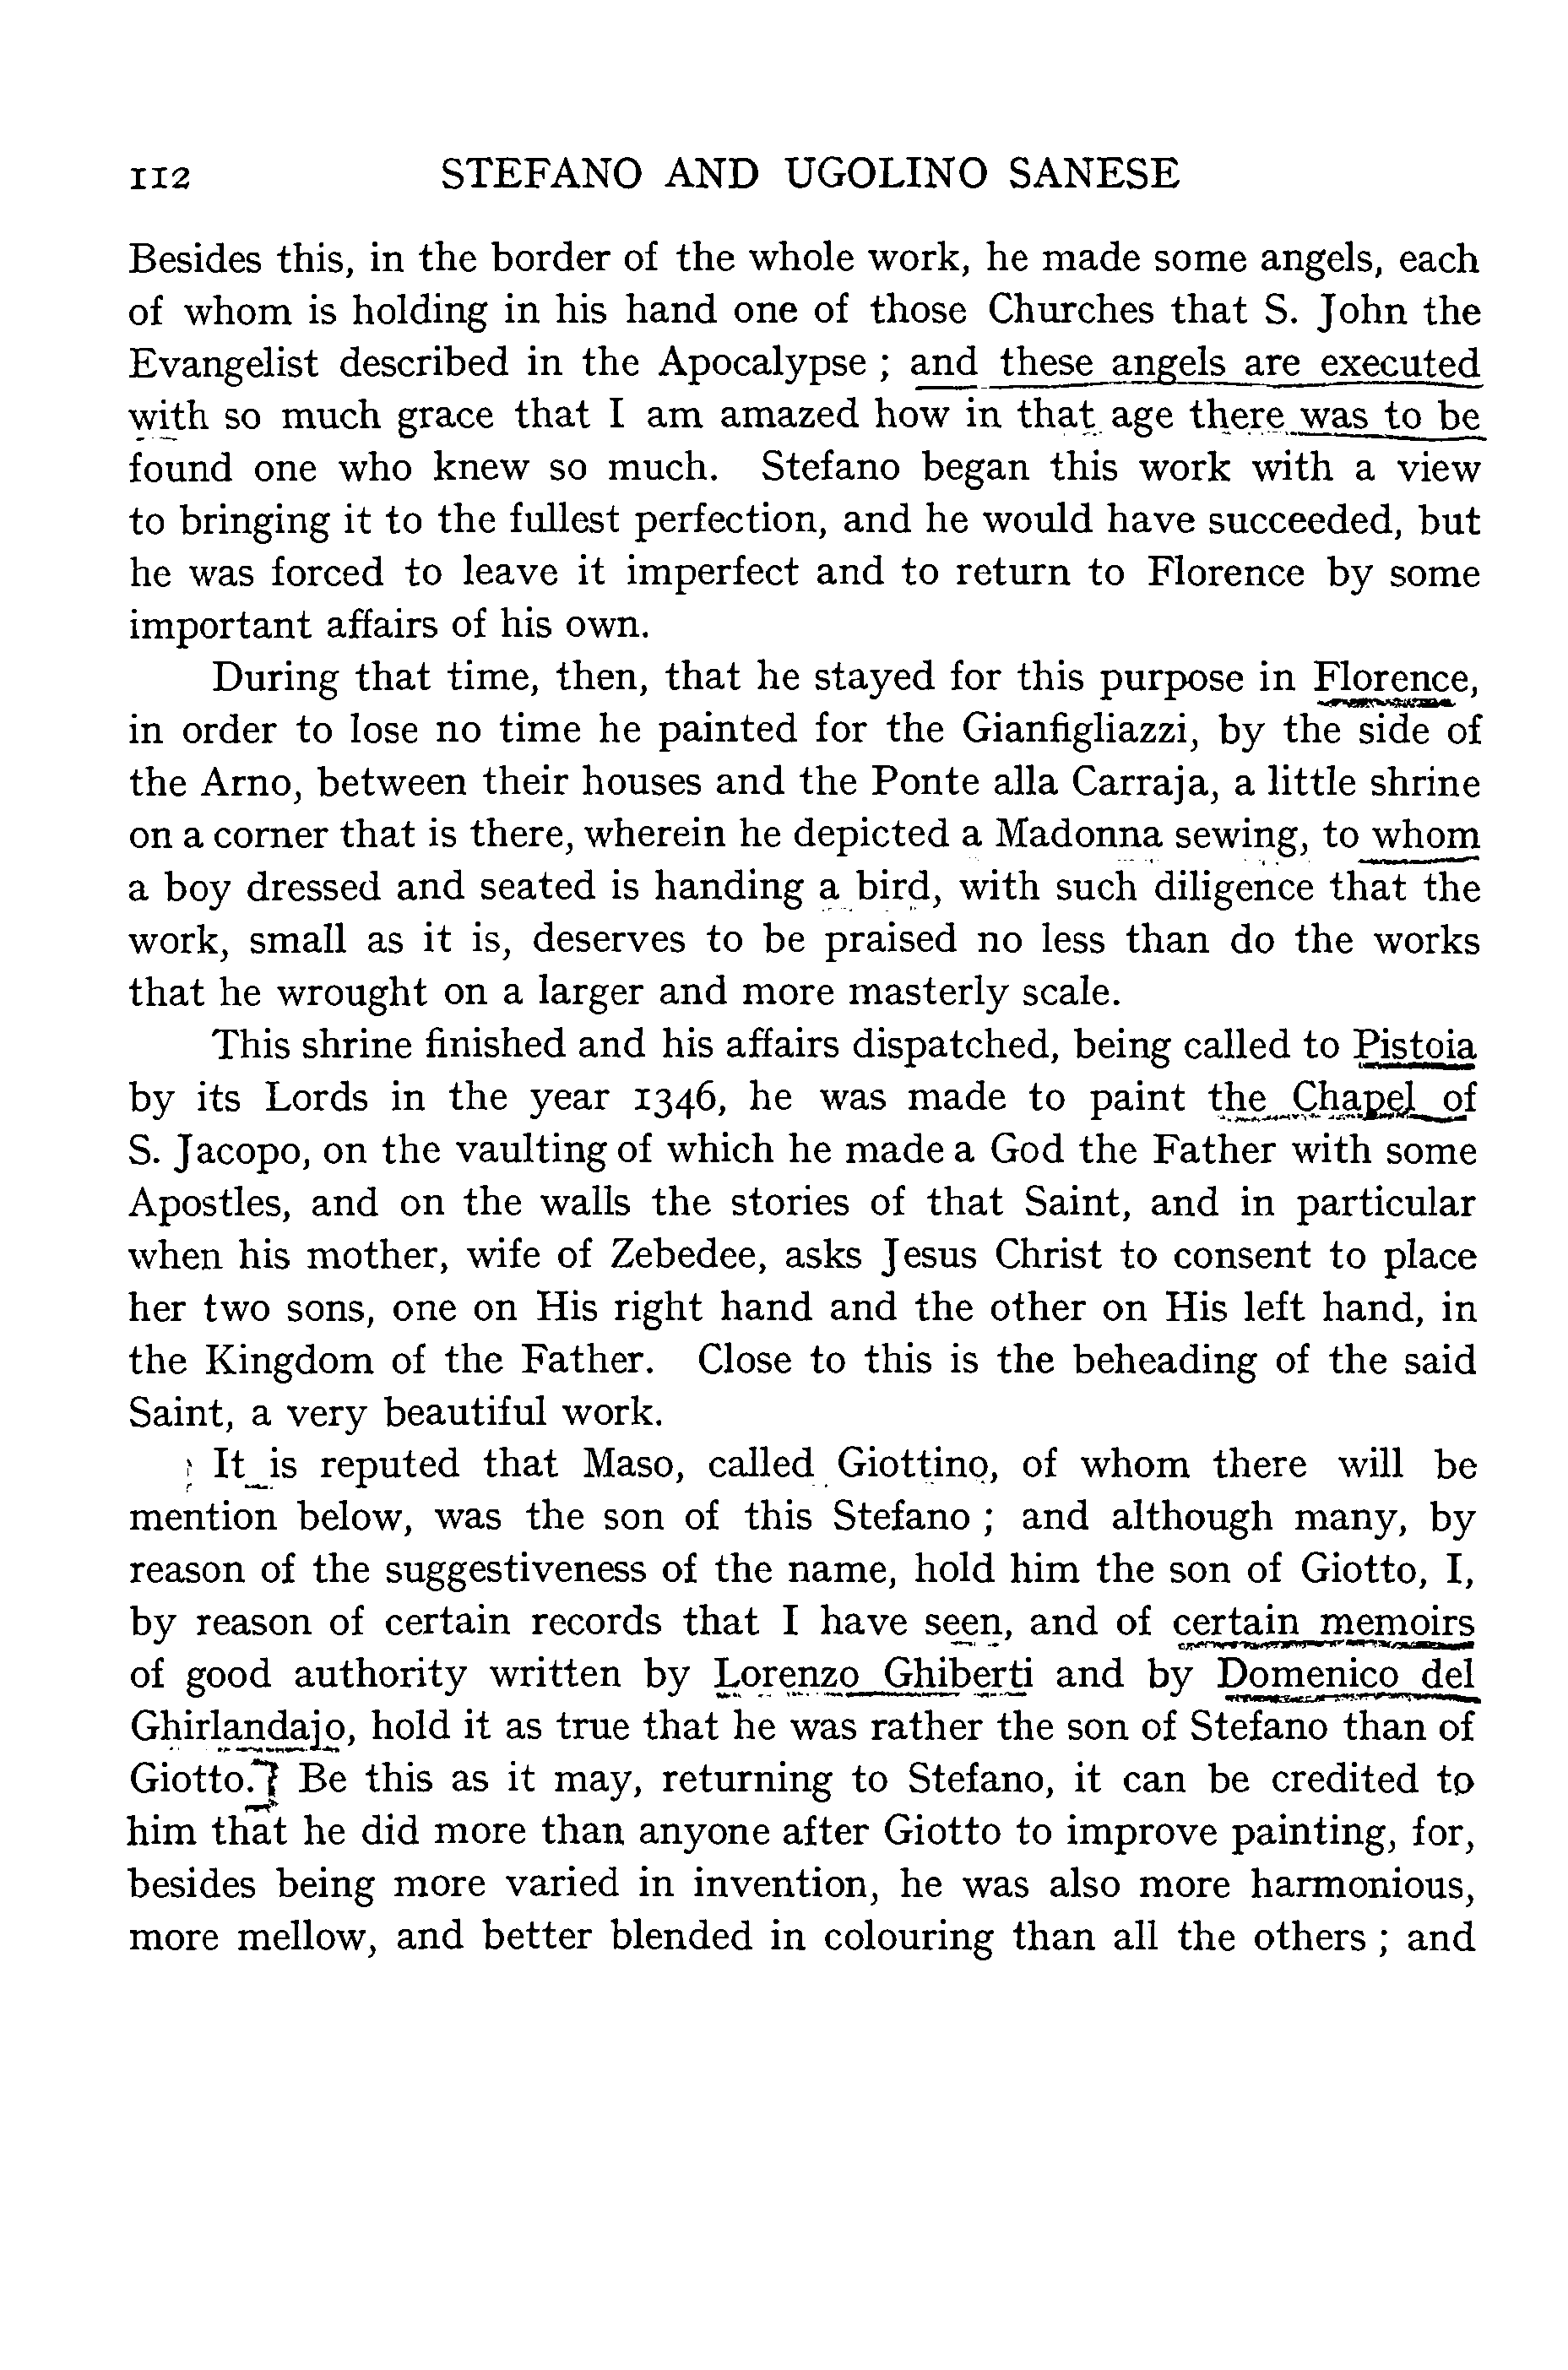 112 STEFANO AND UGOLINO SANESE
Besides this, in the border of the whole work, he made some angels, each
of whom is holding in his hand one of those Churches that S. John the
Evangelist described in the Apocalypse ; and these angels are executed
with so much grace that I am amazed how in that age there was to be
found one who knew so much. Stefano began this work with a view
to bringing it to the fullest perfection, and he would have succeeded, but
he was forced to leave it imperfect and to return to Florence by some
important affairs of his own.
During that time, then, that he stayed for this purpose in Florence,
in order to lose no time he painted for the Gianfigliazzi, by the side of
the Arno, between their houses and the Ponte alla Carraja, a little shrine
on a corner that is there, wherein he depicted a Madonna sewing, to whom
a boy dressed and seated is handing a bird, with such diligence that the
work, small as it is, deserves to be praised no less than do the works
that he wrought on a larger and more masterly scale.
This shrine finished and his affairs dispatched, being called to Pistoia
by its Lords in the year 1346, he was made to paint the Chapel of
S. Jacopo, on the vaulting of which he made a God the Father with some
Apostles, and on the walls the stories of that Saint, and in particular
when his mother, wife of Zebedee, asks Jesus Christ to consent to place
her two sons, one on His right hand and the other on His left hand, in
the Kingdom of the Father. Close to this is the beheading of the said
Saint, a very beautiful work.
It is reputed that Maso, called Giottino, of whom there will be
mention below, was the son of this Stefano ; and although many, by
reason of the suggestiveness of the name, hold him the son of Giotto, I,
by reason of certain records that I have seen, and of certain memoirs
of good authority written by Lorenzo Ghiberti and by Domenico del
Ghirlandajo, hold it as true that he was rather the son of Stefano than of
Giotto. Be this as it may, returning to Stefano, it can be credited to
him that he did more than anyone after Giotto to improve painting, for,
besides being more varied in invention, he was also more harmonious,
more mellow, and better blended in colouring than all the others ; and